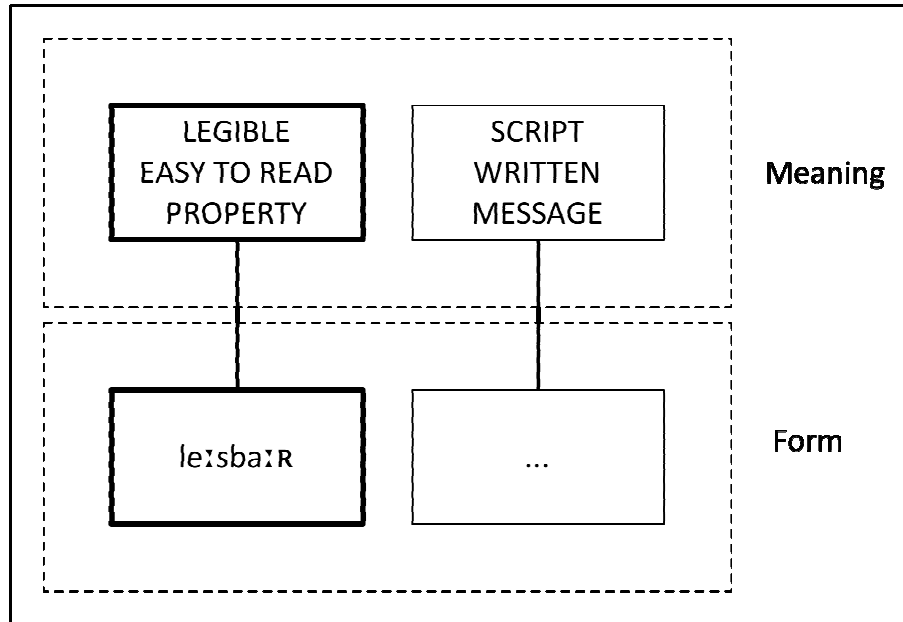 LEGIBLE
EASY TO READ
PROPERTY
SCRIPT
WRITTEN
MESSAGE
Meaning
leːsbaːʀ
...
Form